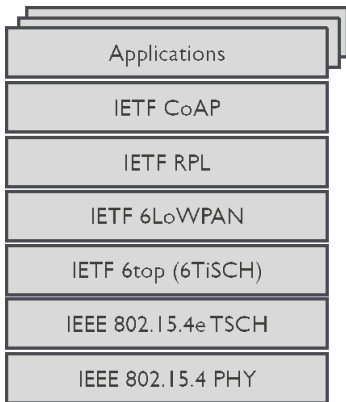 Applications
IETF CoAP
IETF RPL
IETF 6LoWPAN
IETF 6top (6TiSCH)
IEEE 802.15.4e TSCH
IEEE 802.15.4 PHY